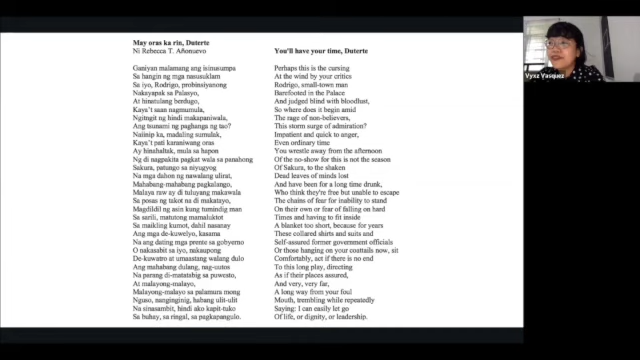 May oras ka rin, Duterte
Ni Rebecca T. Añonuevo
Ganiyan malamang ang isinusumpa
Sa hangin ng mga nasusuklam
Sa iyo, Rodrigo, probinsiyanong
Nakayapak sa Palasyo,
At hinatulang berdugo,
Kaya't saan nagmumula,
Ngitngit ng hindi makapaniwala,
Ang tsunami ng paghanga ng tao?
Naiinip ka, madaling sumulak,
Kaya't pati karaniwang oras
Ay hinahaltak, mula sa hapon
Ng di nagpakita pagkat wala sa panahong
Sakura, patungo sa niyugyog
Na mga dahon ng nawalang ulirat,
Mahabang-mahabang pagkalango,
Malaya raw ay di tuluyang makawala
Sa posas ng takot na di makatayo,
Magdildil ng asin kung tumindig man
Sa sarili, matutong mamaluktot
Sa maikling kumot, dahil nasanay
Ang mga de-kuwelyo, kasama
Na ang dating mga prente sa gobyerno
O nakasabit sa iyo, nakaupong
De-kuwatro at umaastang walang dulo
Ang mahabang dulang, nag-uutos
Na parang di-matatahig sa puwesto,
At malayong-malayo,
Malayong-malayo sa palamura mong
Nguso, nanginginig, habang ulit-ulit
Na sinasambit, hindi ako kapit-tuko
Sa buhay, sa ringal, sa pagkapangulo.
You'll have your time, Duterte
Perhaps this is the cursing
At the wind by your critics
Rodrigo, small-town man
Barefooted in the Palace
And judged blind with bloodlust,
So where does it begin amid
The rage of non-believers,
This storm surge of admiration?
Impatient and quick to anger,
Even ordinary time
You wrestle away from the afternoon
Of the no-show for this is not the season
Of Sakura, to the shaken
Dead leaves of minds lost
And have been for a long time drunk,
Who think they're free but unable to escape
The chains of fear for inability to stand
On their own or fear of falling on hard
Times and having to fit inside
A blanket too short, because for years
These collared shirts and suits and
Self-assured former government officials
Or those hanging on your coattails now, sit
Comfortably, act if there is no end
To this long play, directing
As if their places assured,
And very, very far,
A long way from your foul
Mouth, trembling while repeatedly
Saying: I can easily let go
Of life, or dignity, or leadership.
Vyxz Vasquez